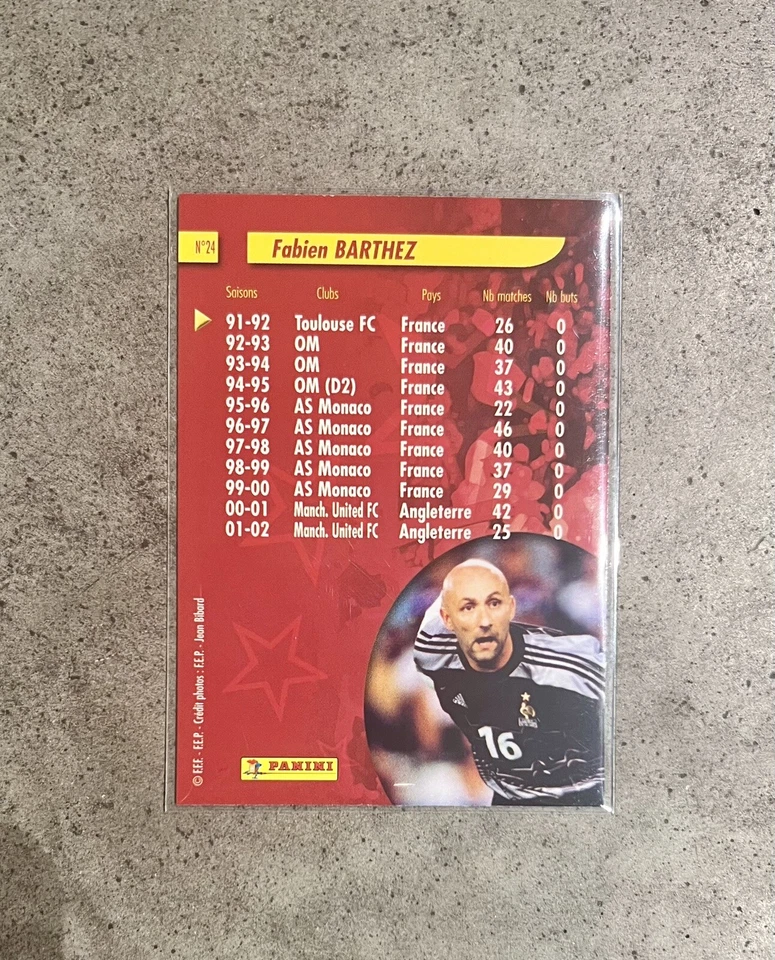 N°24 Fabien BARTHEZ
Saisons Clubs Pays Nb matches Nb buts
91-92 Toulouse FC France 26 0
92-93 OM France 40 0
93-94 OM France 37 0
94-95 OM (D2) France 43 0
95-96 AS Monaco France 22 0
96-97 AS Monaco France 46 0
97-98 AS Monaco France 40 0
98-99 AS Monaco France 37 0
99-00 AS Monaco France 29 0
00-01 Manch. United FC Angleterre 42 0
01-02 Manch. United FC Angleterre 25 0
© F.F.F. - F.E.P. - Crédit photos : F.E.P. - Jean Bibard
16
PANINI